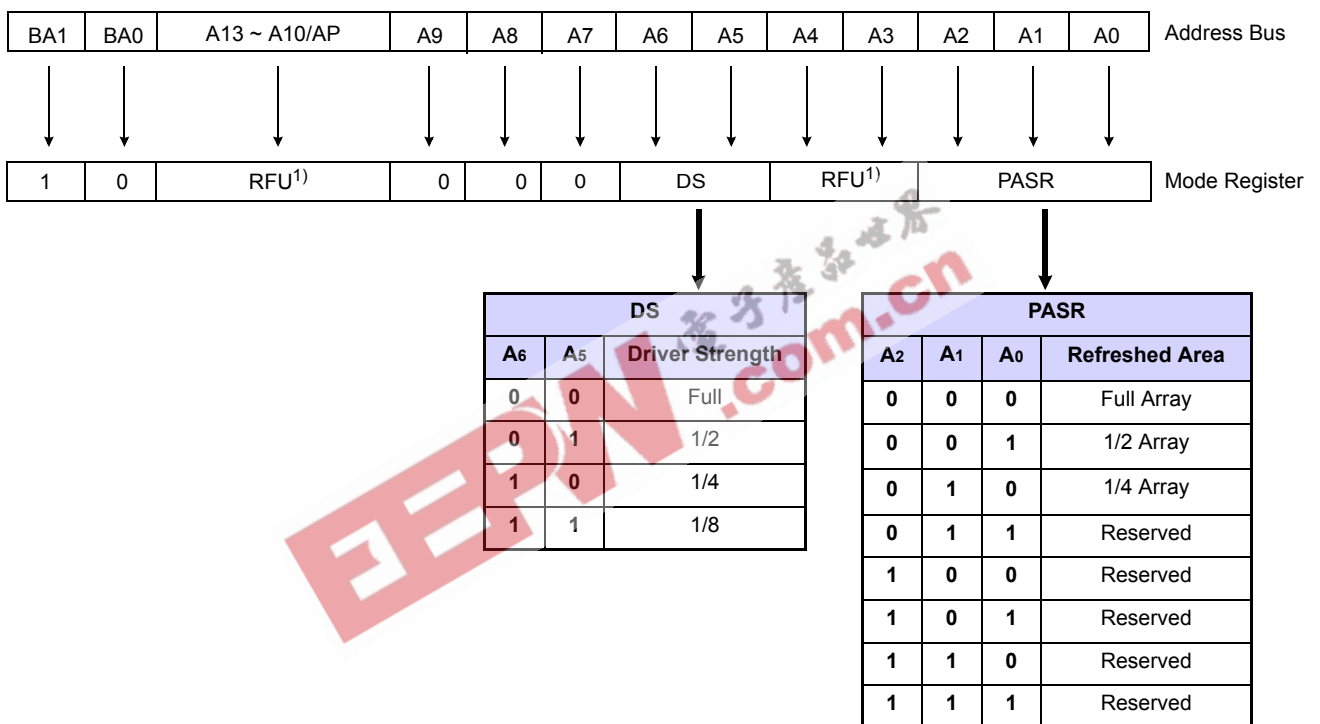 BA1 BA0 A13 ~ A10/AP A9 A8 A7 A6 A5 A4 A3 A2 A1 A0 Address Bus
1 0 RFU1) 0 0 0 DS RFU1) PASR Mode Register
DS
A6 A5 Driver Strength
0 0 Full
0 1 1/2
1 0 1/4
1 1 1/8
PASR
A2 A1 A0 Refreshed Area
0 0 0 Full Array
0 0 1 1/2 Array
0 1 0 1/4 Array
0 1 1 Reserved
1 0 0 Reserved
1 0 1 Reserved
1 1 0 Reserved
1 1 1 Reserved
EEPW
.com.cn
電子產品世界